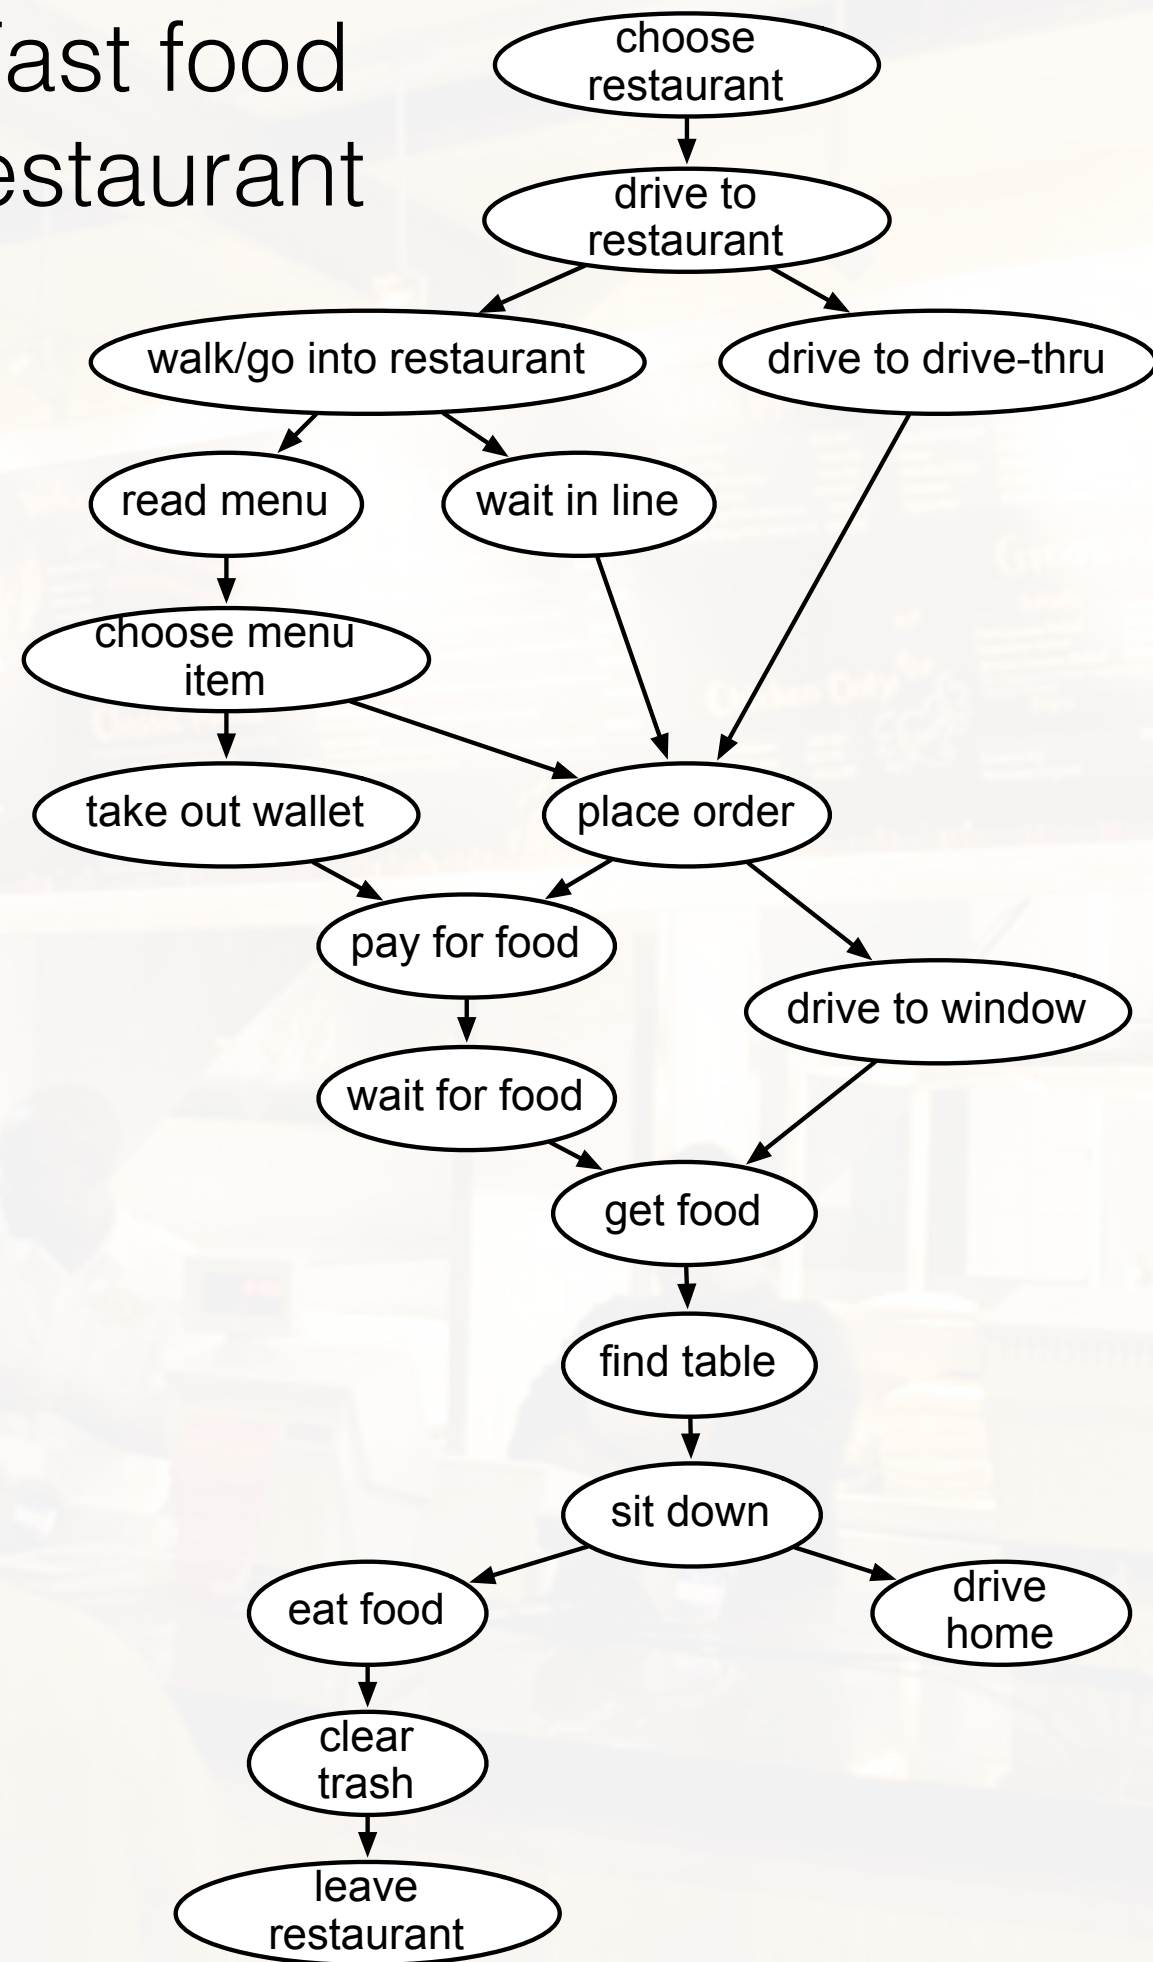 fast food
estaurant
choose
restaurant
drive to
restaurant
walk/go into restaurant
drive to drive-thru
read menu
wait in line
choose menu
item
take out wallet
place order
pay for food
drive to window
wait for food
get food
find table
sit down
eat food
drive
home
clear
trash
leave
restaurant